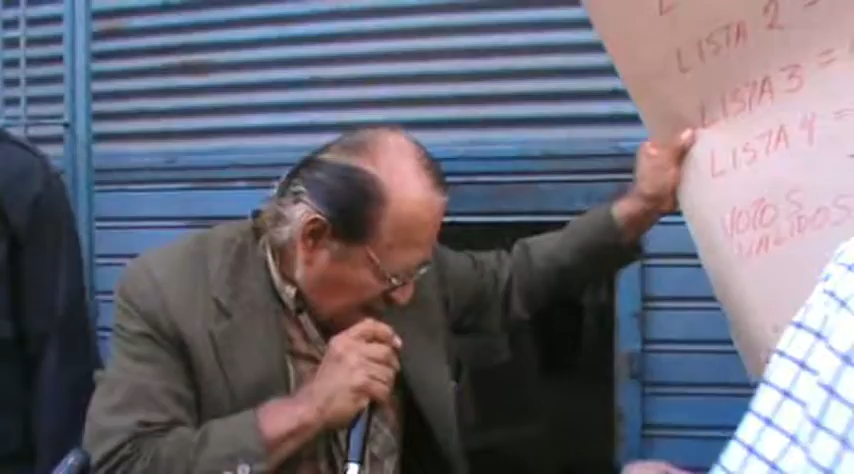 LISTA 2 =
LISTA 3 =
LISTA 4 =
VOTOS
VALIDOS